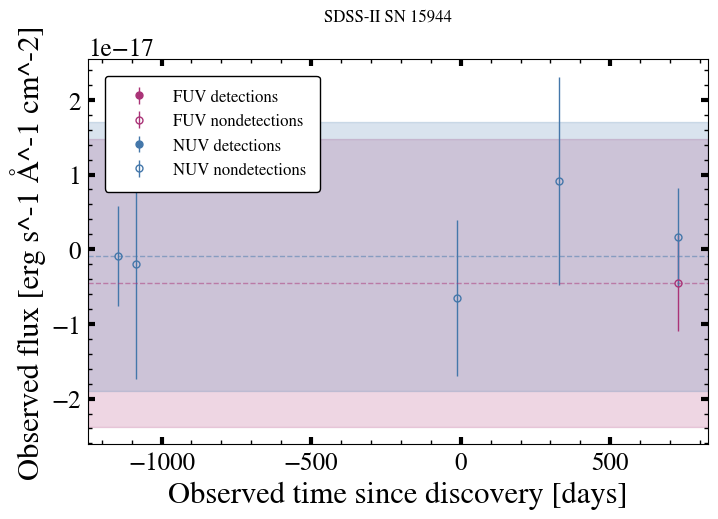 SDSS-II SN 15944
1e−17
FUV detections
FUV nondetections
NUV detections
NUV nondetections
2
1
0
−1
−2
Observed flux [erg s^-1 Å^-1 cm^-2]
−1000
−500
0
500
Observed time since discovery [days]